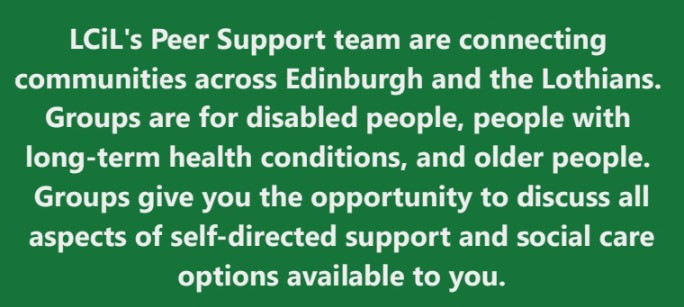 LCiL's Peer Support team are connecting
communities across Edinburgh and the Lothians.
Groups are for disabled people, people with
long-term health conditions, and older people.
Groups give you the opportunity to discuss all
aspects of self-directed support and social care
options available to you.